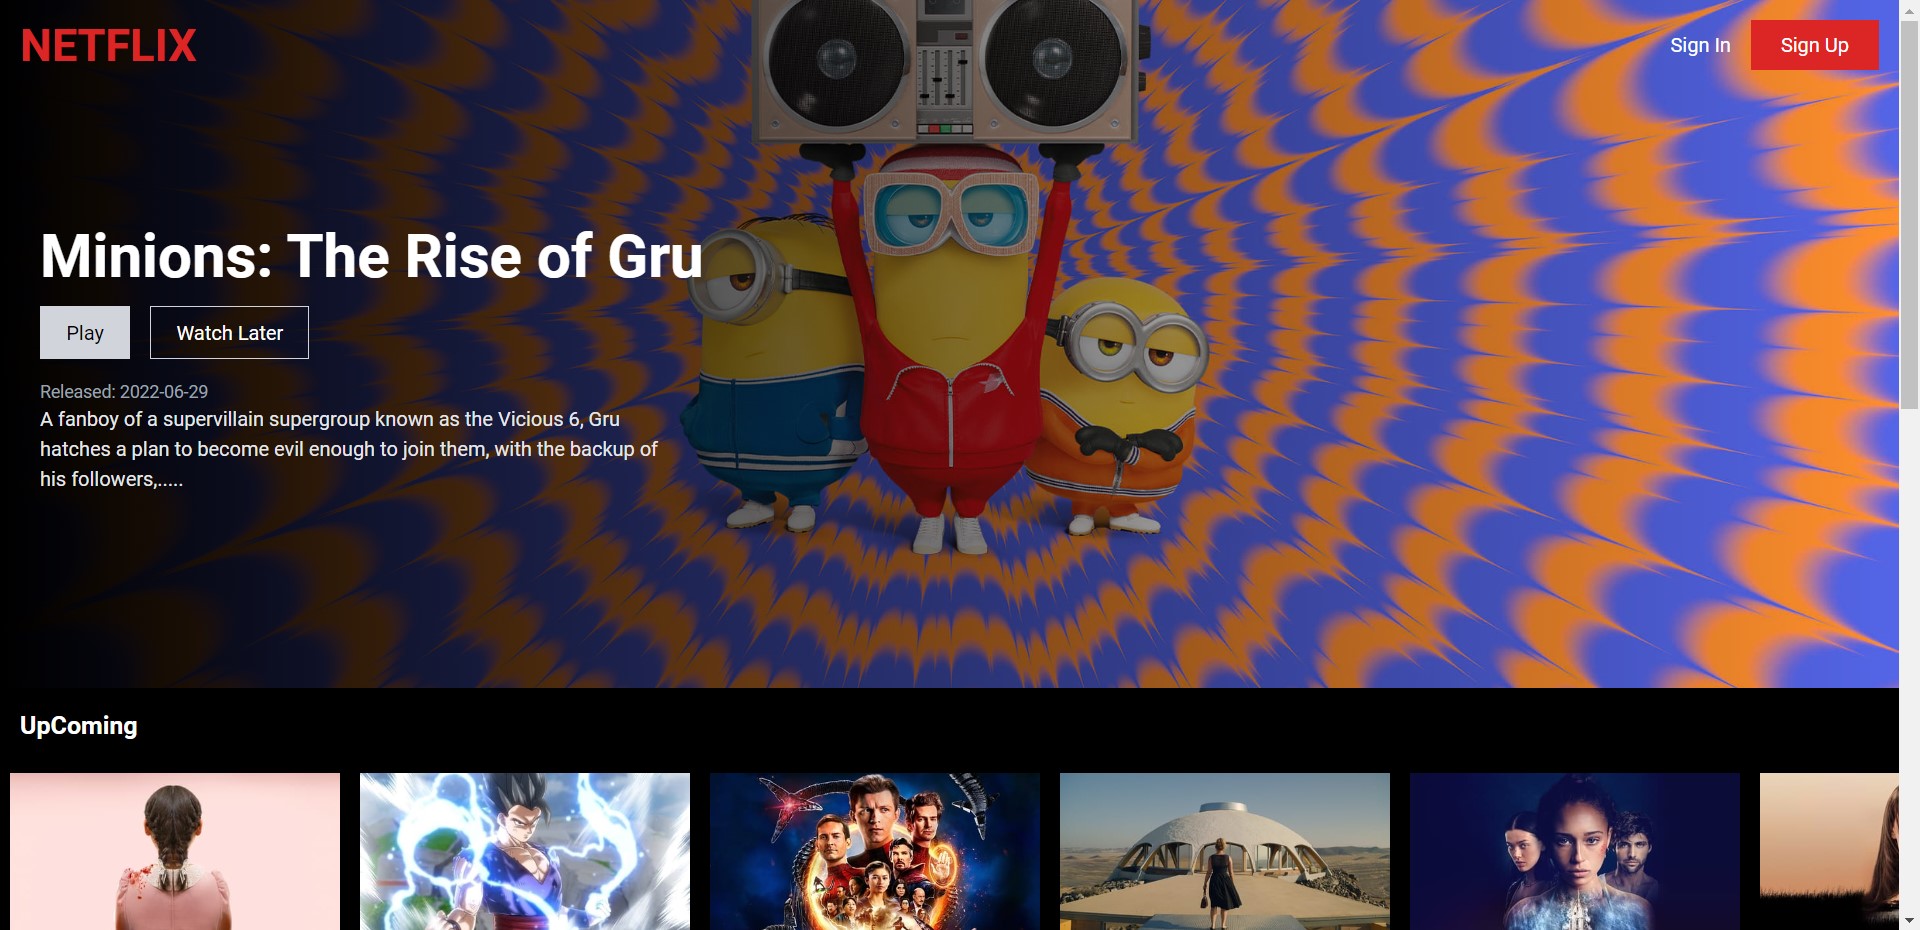 NETFLIX
Sign In
Sign Up
Minions: The Rise of Gru
Play
Watch Later
Released: 2022-06-29
A fanboy of a supervillain supergroup known as the Vicious 6, Gru
hatches a plan to become evil enough to join them, with the backup of
his followers,.....
UpComing